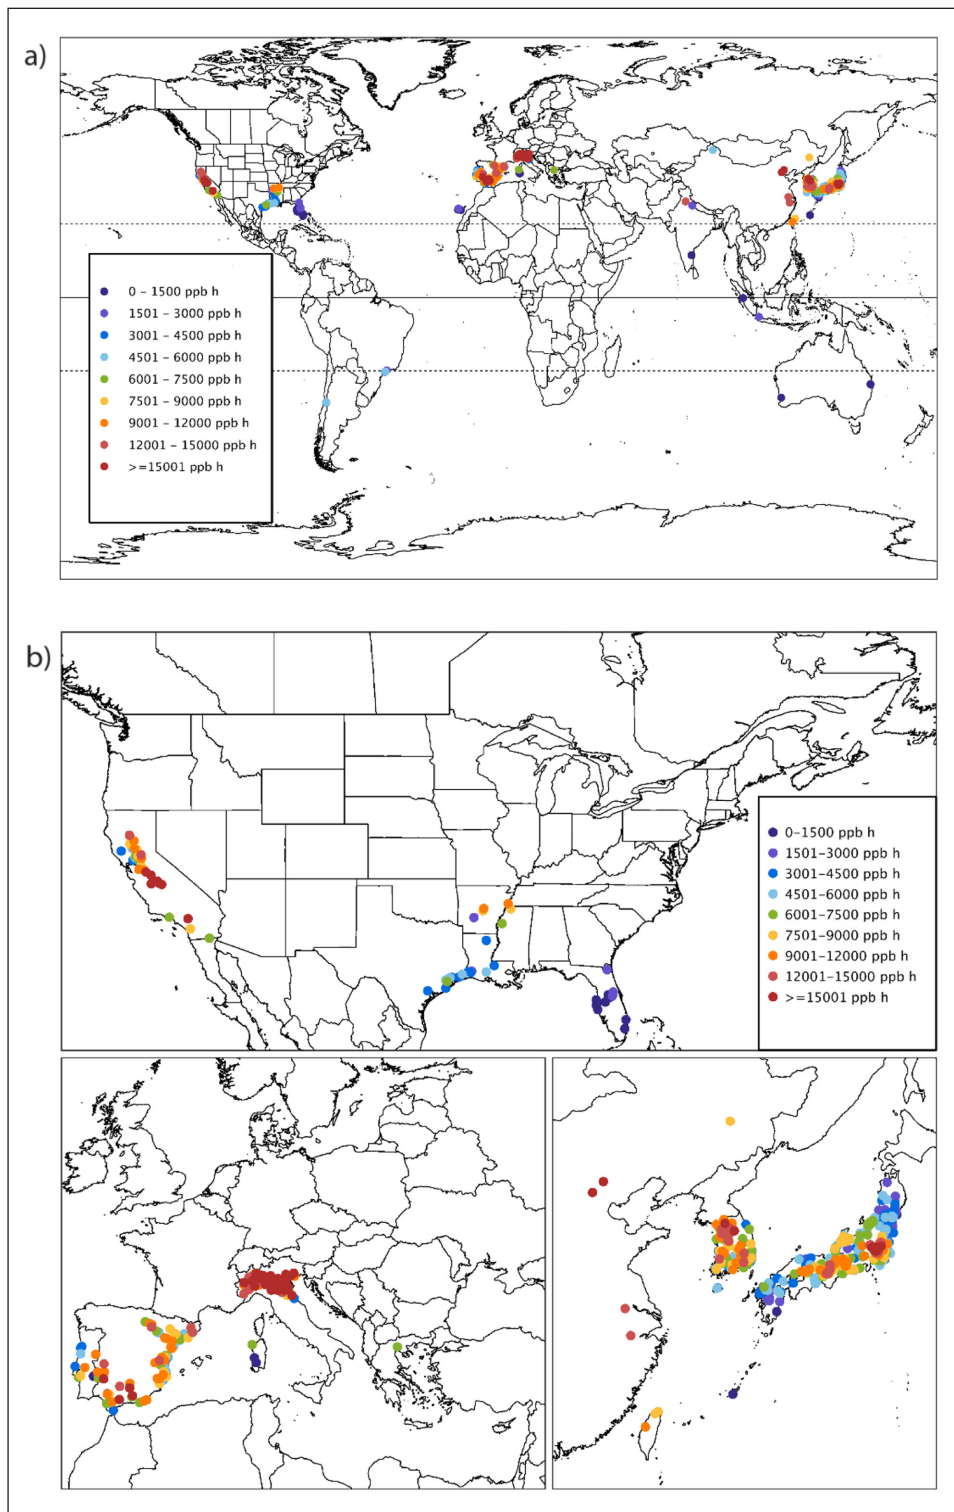 a)
0 – 1500 ppb h
1501 – 3000 ppb h
3001 – 4500 ppb h
4501 – 6000 ppb h
6001 – 7500 ppb h
7501 – 9000 ppb h
9001 – 12000 ppb h
12001 – 15000 ppb h
>=15001 ppb h
b)
0–1500 ppb h
1501–3000 ppb h
3001–4500 ppb h
4501–6000 ppb h
6001–7500 ppb h
7501–9000 ppb h
9001–12000 ppb h
12001–15000 ppb h
>=15001 ppb h